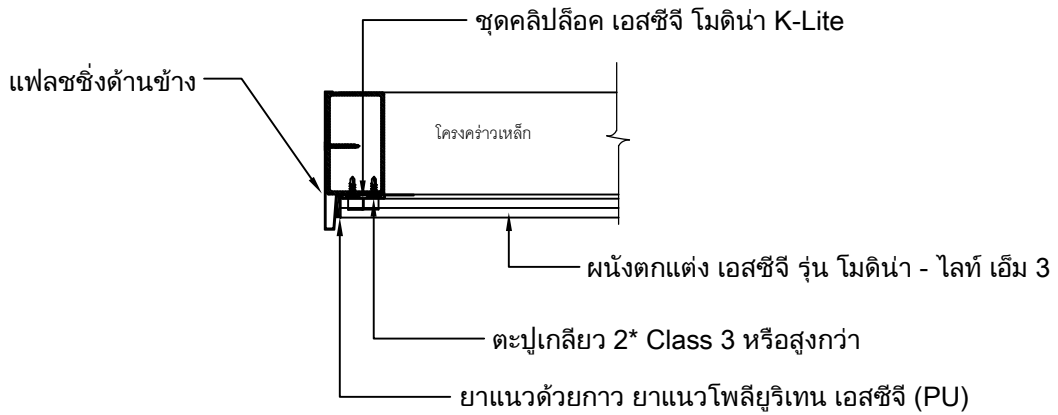 ชุดคลิปล็อค เอสซีจี โมดิน่า K-Lite
แฟลชชิ่งด้านข้าง
โครงคร่าวเหล็ก
ผนังตกแต่ง เอสซีจี รุ่น โมดิน่า - ไลท์ เอ็ม 3
ตะปูเกลียว 2* Class 3 หรือสูงกว่า
ยาแนวด้วยกาว ยาแนวโพลียูริเทน เอสซีจี (PU)